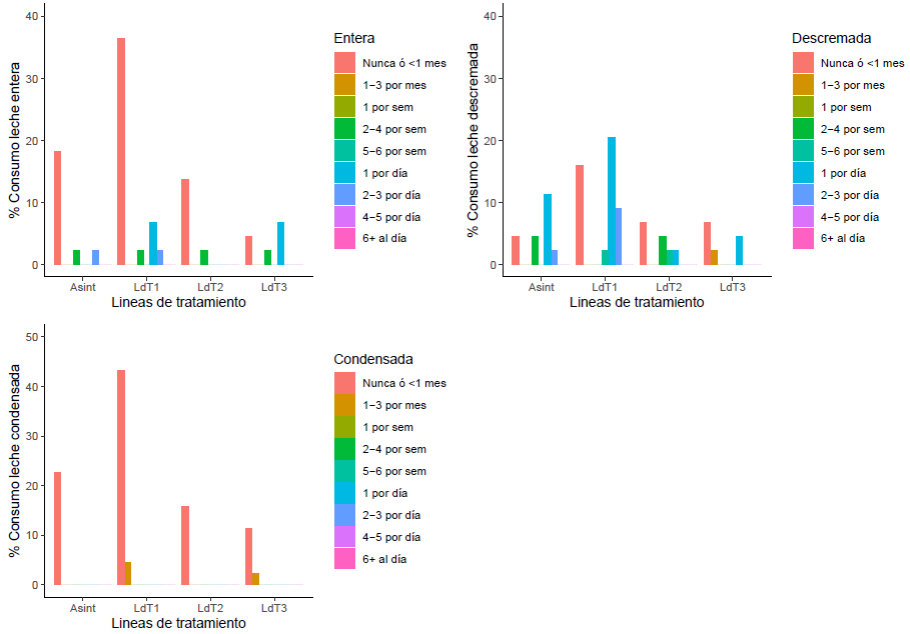 % Consumo leche entera
40
30
20
10
0
Asint LdT1 LdT2 LdT3
Lineas de tratamiento
Entera
Nunca ó <1 mes
1−3 por mes
1 por sem
2−4 por sem
5−6 por sem
1 por día
2−3 por día
4−5 por día
6+ al día
% Consumo leche descremada
40
30
20
10
0
Asint LdT1 LdT2 LdT3
Lineas de tratamiento
Descremada
Nunca ó <1 mes
1−3 por mes
1 por sem
2−4 por sem
5−6 por sem
1 por día
2−3 por día
4−5 por día
6+ al día
% Consumo leche condensada
50
40
30
20
10
0
Asint LdT1 LdT2 LdT3
Lineas de tratamiento
Condensada
Nunca ó <1 mes
1−3 por mes
1 por sem
2−4 por sem
5−6 por sem
1 por día
2−3 por día
4−5 por día
6+ al día